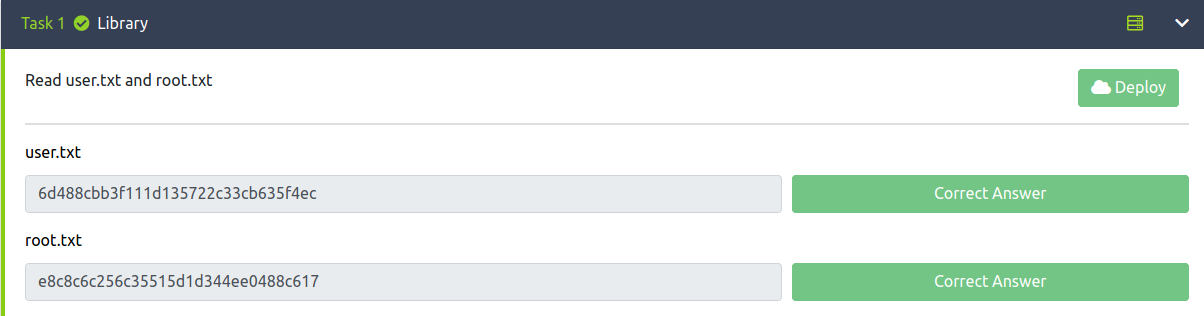 Task 1 Library
Read user.txt and root.txt
Deploy
user.txt
6d488cbb3f111d135722c33cb635f4ec Correct Answer
root.txt
e8c8c6c256c35515d1d344ee0488c617 Correct Answer